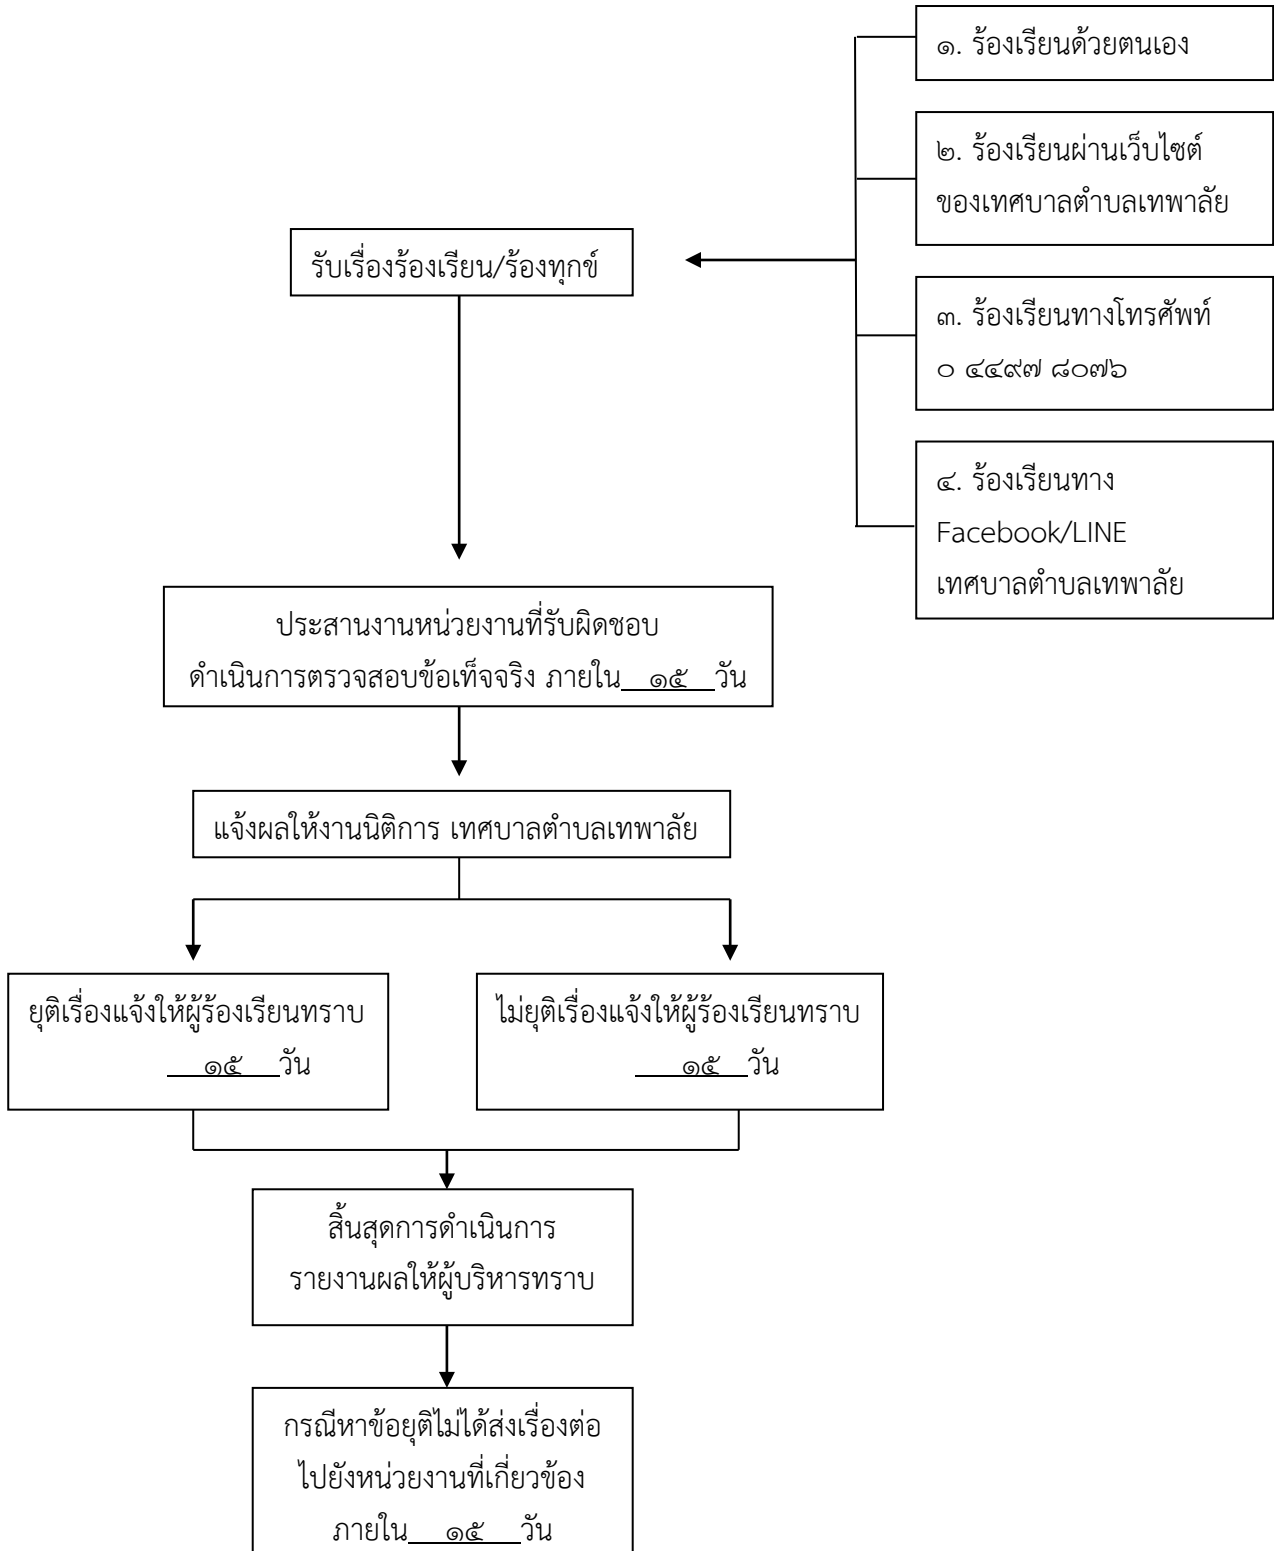 ๑. ร้องเรียนด้วยตนเอง
๒. ร้องเรียนผ่านเว็บไซต์
ของเทศบาลตำบลเทพาลัย
รับเรื่องร้องเรียน/ร้องทุกข์
๓. ร้องเรียนทางโทรศัพท์
๐ ๔๔๙๗ ๘๐๗๖
๔. ร้องเรียนทาง
Facebook/LINE
เทศบาลตำบลเทพาลัย
ประสานงานหน่วยงานที่รับผิดชอบ
ดำเนินการตรวจสอบข้อเท็จจริง ภายใน ๑๕ วัน
แจ้งผลให้งานนิติการ เทศบาลตำบลเทพาลัย
ยุติเรื่องแจ้งให้ผู้ร้องเรียนทราบ
๑๕ วัน
ไม่ยุติเรื่องแจ้งให้ผู้ร้องเรียนทราบ
๑๕ วัน
สิ้นสุดการดำเนินการ
รายงานผลให้ผู้บริหารทราบ
กรณีหาข้อยุติไม่ได้ส่งเรื่องต่อ
ไปยังหน่วยงานที่เกี่ยวข้อง
ภายใน ๑๕ วัน